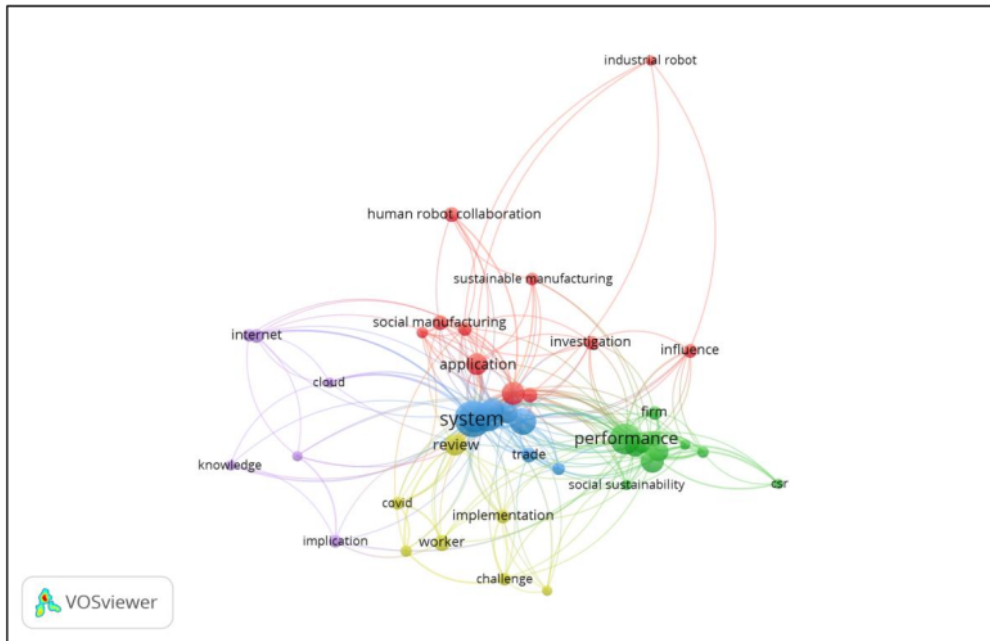 industrial robot
human robot collaboration
sustainable manufacturing
social manufacturing
internet
investigation
influence
application
cloud
firm
system
performance
review
trade
knowledge
social sustainability
csr
covid
implementation
implication
worker
challenge
VOSviewer